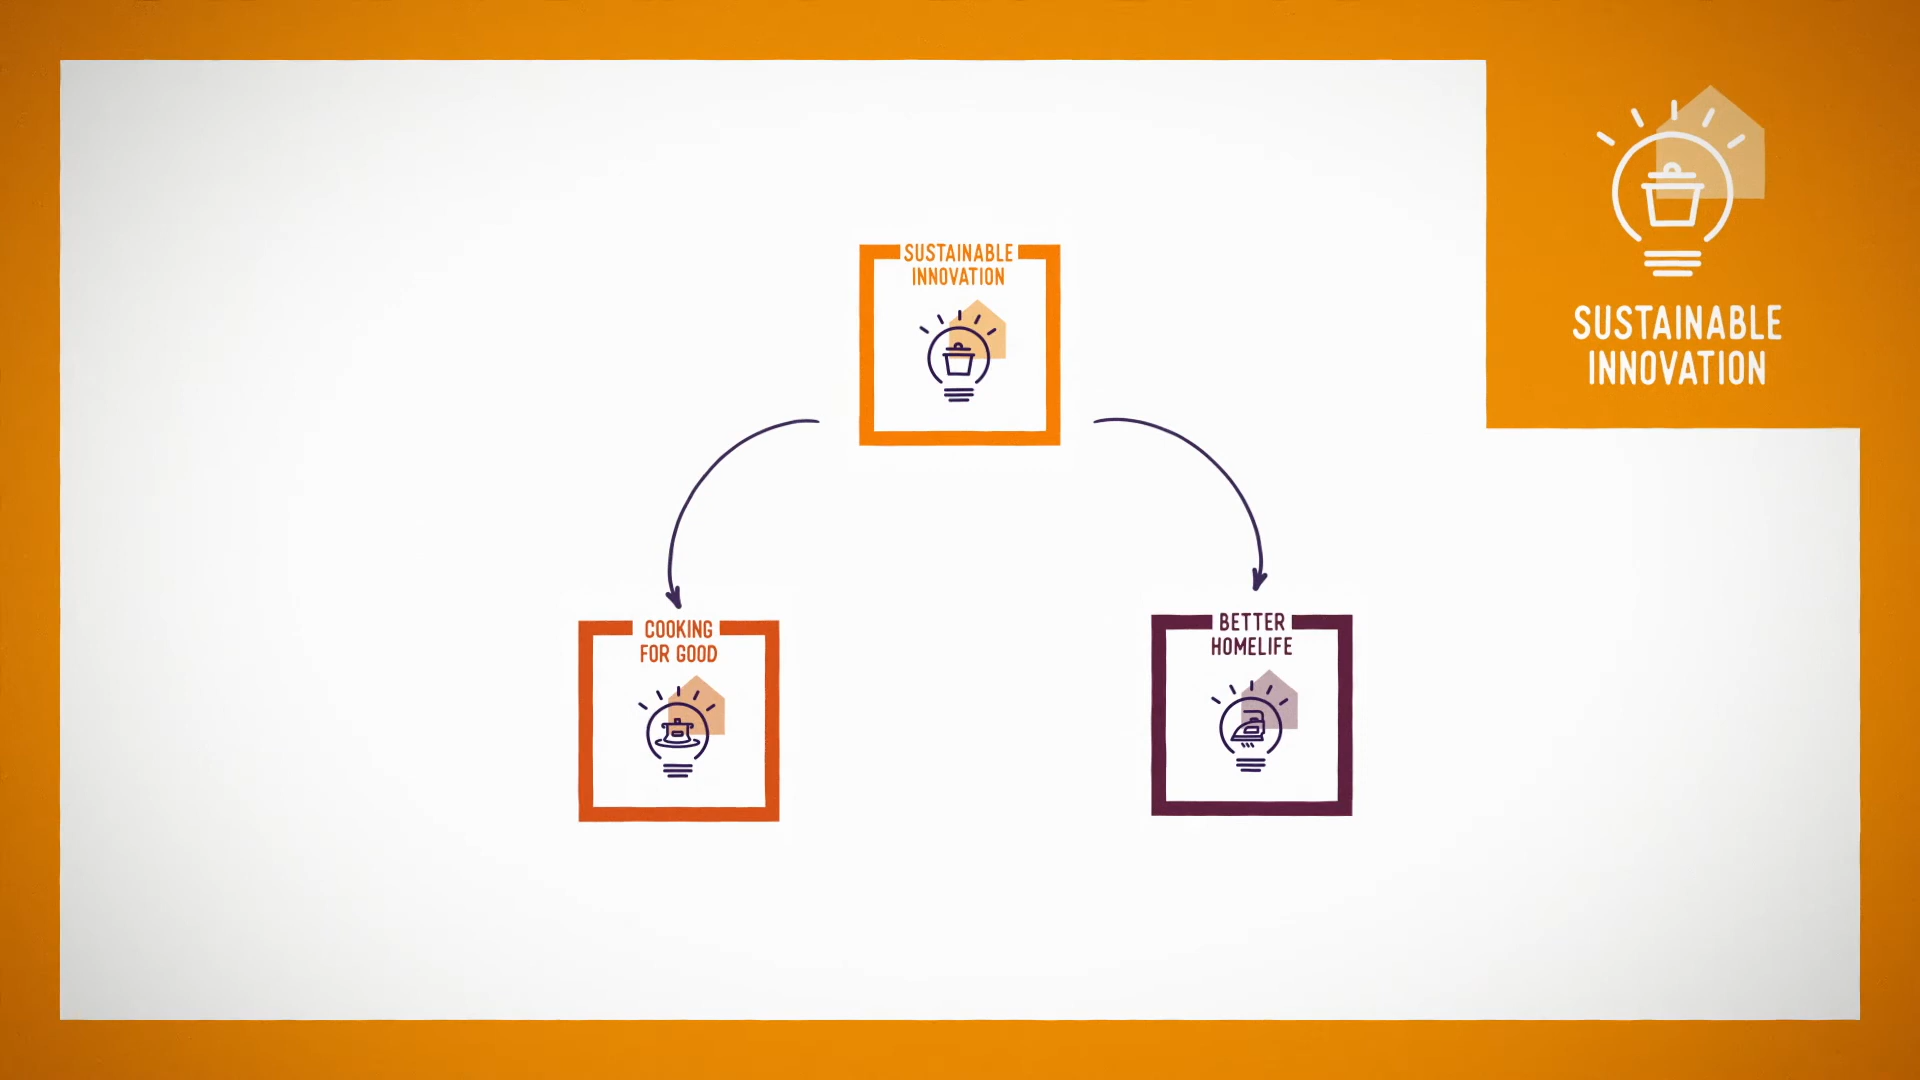 SUSTAINABLE
INNOVATION
SUSTAINABLE
INNOVATION
COOKING
FOR GOOD
BETTER
HOMELIFE